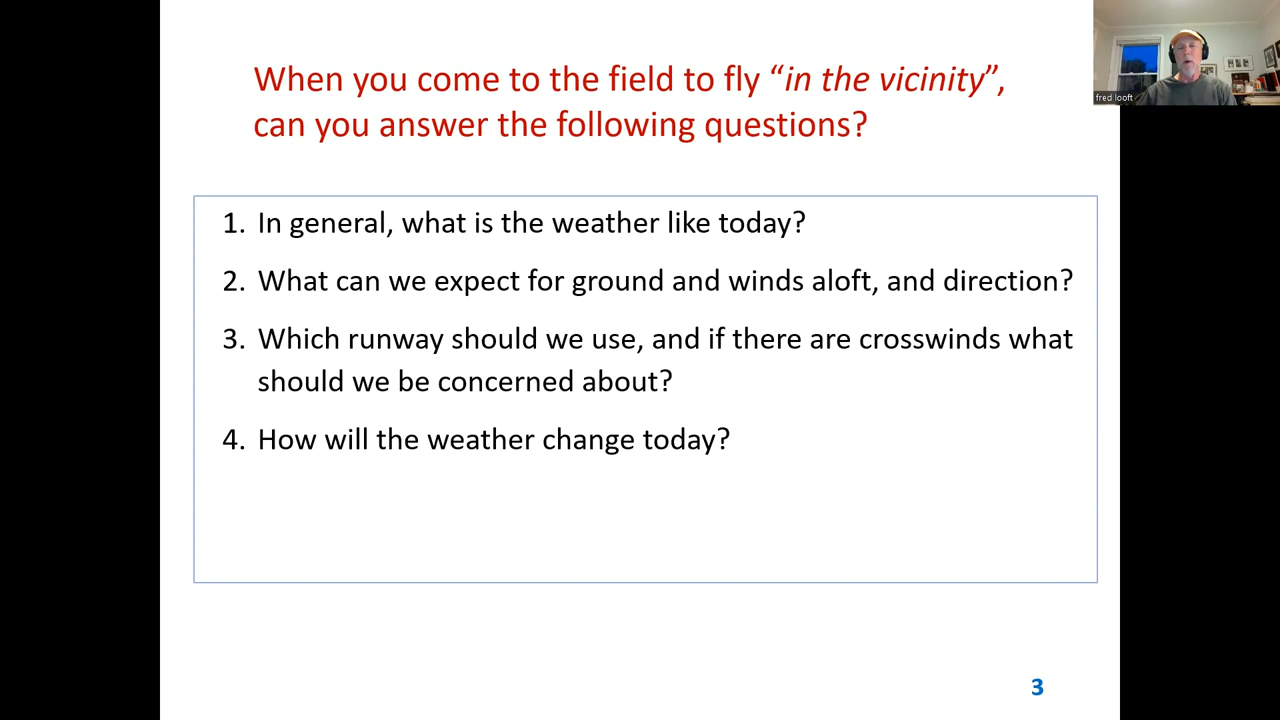 When you come to the field to fly “in the vicinity”,
can you answer the following questions?
fred looft
1. In general, what is the weather like today?
2. What can we expect for ground and winds aloft, and direction?
3. Which runway should we use, and if there are crosswinds what
should we be concerned about?
4. How will the weather change today?
3